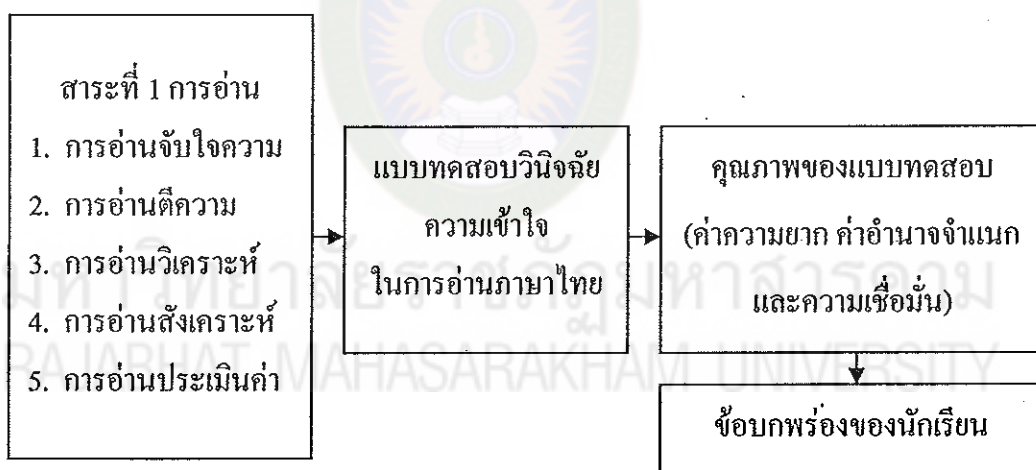 สาระที่ 1 การอ่าน
1. การอ่านจับใจความ
2. การอ่านตีความ
3. การอ่านวิเคราะห์
4. การอ่านสังเคราะห์
5. การอ่านประเมินค่า
แบบทดสอบวินิจฉัย
ความเข้าใจ
ในการอ่านภาษาไทย
คุณภาพของแบบทดสอบ
(ค่าความยาก ค่าอำนาจจำแนก
และความเชื่อมั่น)
ข้อบกพร่องของนักเรียน
มหาวิทยาลัยราชภัฏมหาสารคาม
RAJABHAT MAHASARAKHAM UNIVERSITY